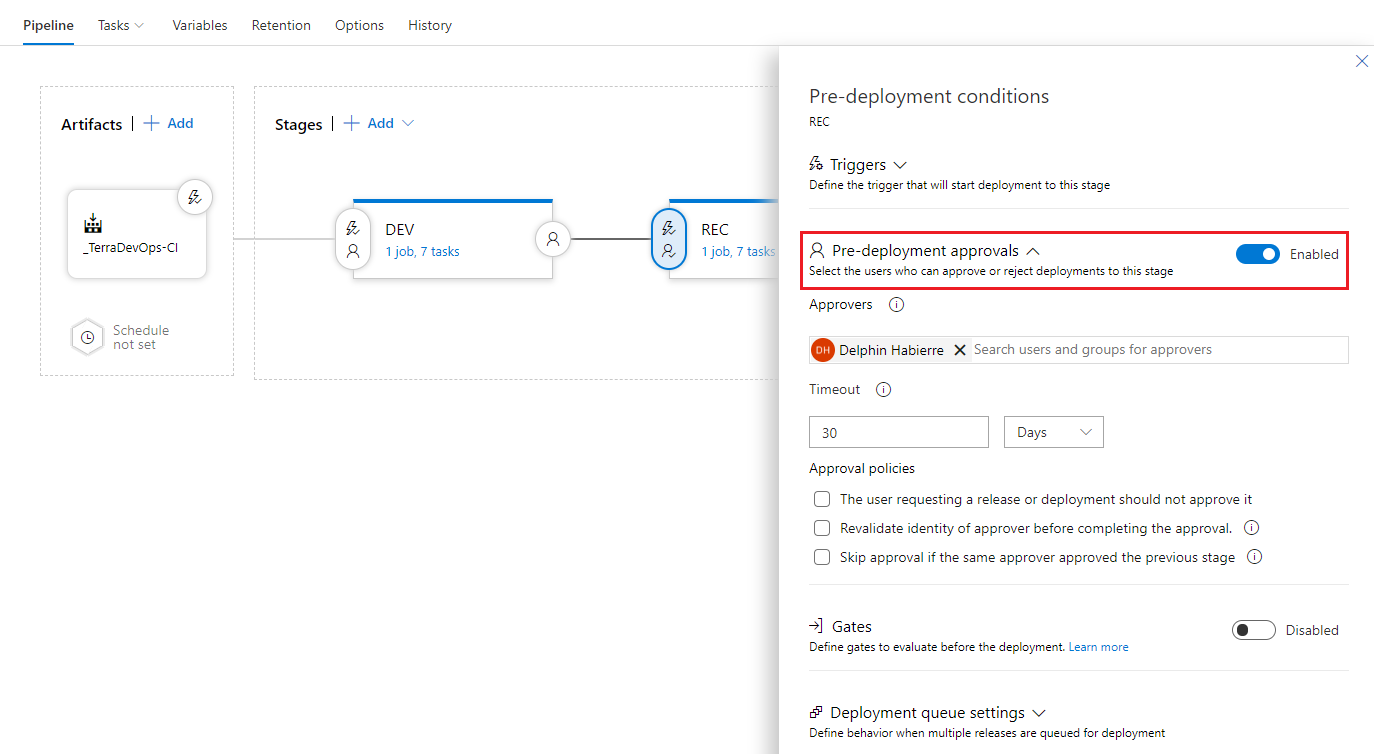 Pipeline Tasks Variables Retention Options History
Artifacts | Add
_TerraDevOps-CI
Schedule
not set
Stages | Add
DEV
1 job, 7 tasks
REC
1 job, 7 tasks
Pre-deployment conditions
REC
Triggers
Define the trigger that will start deployment to this stage
Pre-deployment approvals
Enabled
Select the users who can approve or reject deployments to this stage
Approvers
DH Delphin Habierre Search users and groups for approvers
Timeout
30 Days
Approval policies
The user requesting a release or deployment should not approve it
Revalidate identity of approver before completing the approval.
Skip approval if the same approver approved the previous stage
Gates
Disabled
Define gates to evaluate before the deployment. Learn more
Deployment queue settings
Define behavior when multiple releases are queued for deployment